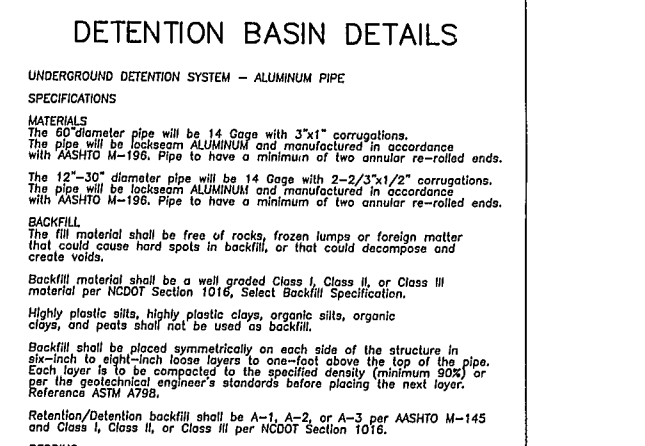 DETENTION BASIN DETAILS
UNDERGROUND DETENTION SYSTEM – ALUMINUM PIPE
SPECIFICATIONS
MATERIALS
The 60"diameter pipe will be 14 Gage with 3"x1" corrugations.
The pipe will be lockseam ALUMINUM and manufactured in accordance
with AASHTO M-196. Pipe to have a minimum of two annular re-rolled ends.
The 12"-30" diameter pipe will be 14 Gage with 2-2/3"x1/2" corrugations.
The pipe will be lockseam ALUMINUM and manufactured in accordance
with AASHTO M-196. Pipe to have a minimum of two annular re-rolled ends.
BACKFILL
The fill material shall be free of rocks, frozen lumps or foreign matter
that could cause hard spots in backfill, or that could decompose and
create voids.
Backfill material shall be a well graded Class I, Class II, or Class III
material per NCDOT Section 1016, Select Backfill Specification.
Highly plastic silts, highly plastic clays, organic silts, organic
clays, and peats shall not be used as backfill.
Backfill shall be placed symmetrically on each side of the structure in
six-inch to eight-inch loose layers to one-foot above the top of the pipe.
Each layer is to be compacted to the specified density (minimum 90%) or
per the geotechnical engineer's standards before placing the next layer.
Reference ASTM A798.
Retention/Detention backfill shall be A-1, A-2, or A-3 per AASHTO M-145
and Class I, Class II, or Class III per NCDOT Section 1016.